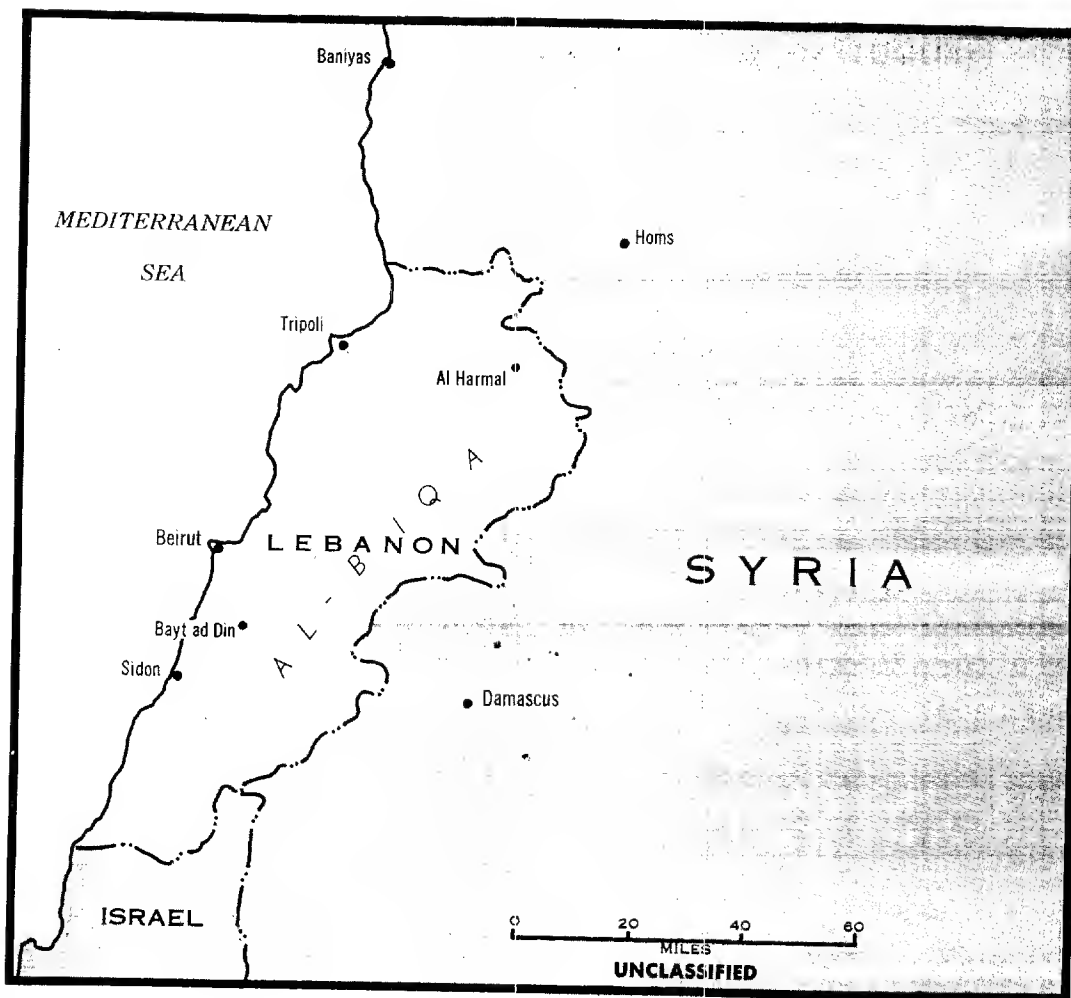 Baniyas
MEDITERRANEAN
SEA
Homs
Tripoli
Al Harmal
AL-BIQA
Beirut
LEBANON
SYRIA
Bayt ad Din
Sidon
Damascus
ISRAEL
0 20 40 60
MILES
UNCLASSIFIED